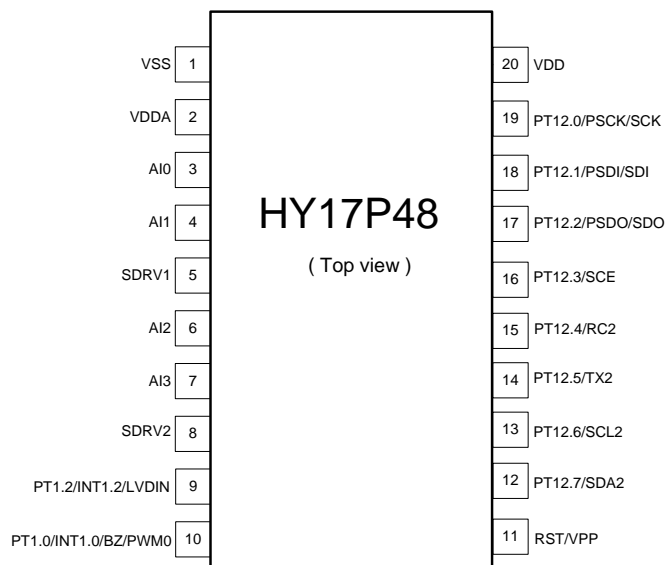 VSS 1
VDDA 2
AI0 3
AI1 4
SDRV1 5
AI2 6
AI3 7
SDRV2 8
PT1.2/INT1.2/LVDIN 9
PT1.0/INT1.0/BZ/PWM0 10
HY17P48
( Top view )
20 VDD
19 PT12.0/PSCK/SCK
18 PT12.1/PSDI/SDI
17 PT12.2/PSDO/SDO
16 PT12.3/SCE
15 PT12.4/RC2
14 PT12.5/TX2
13 PT12.6/SCL2
12 PT12.7/SDA2
11 RST/VPP